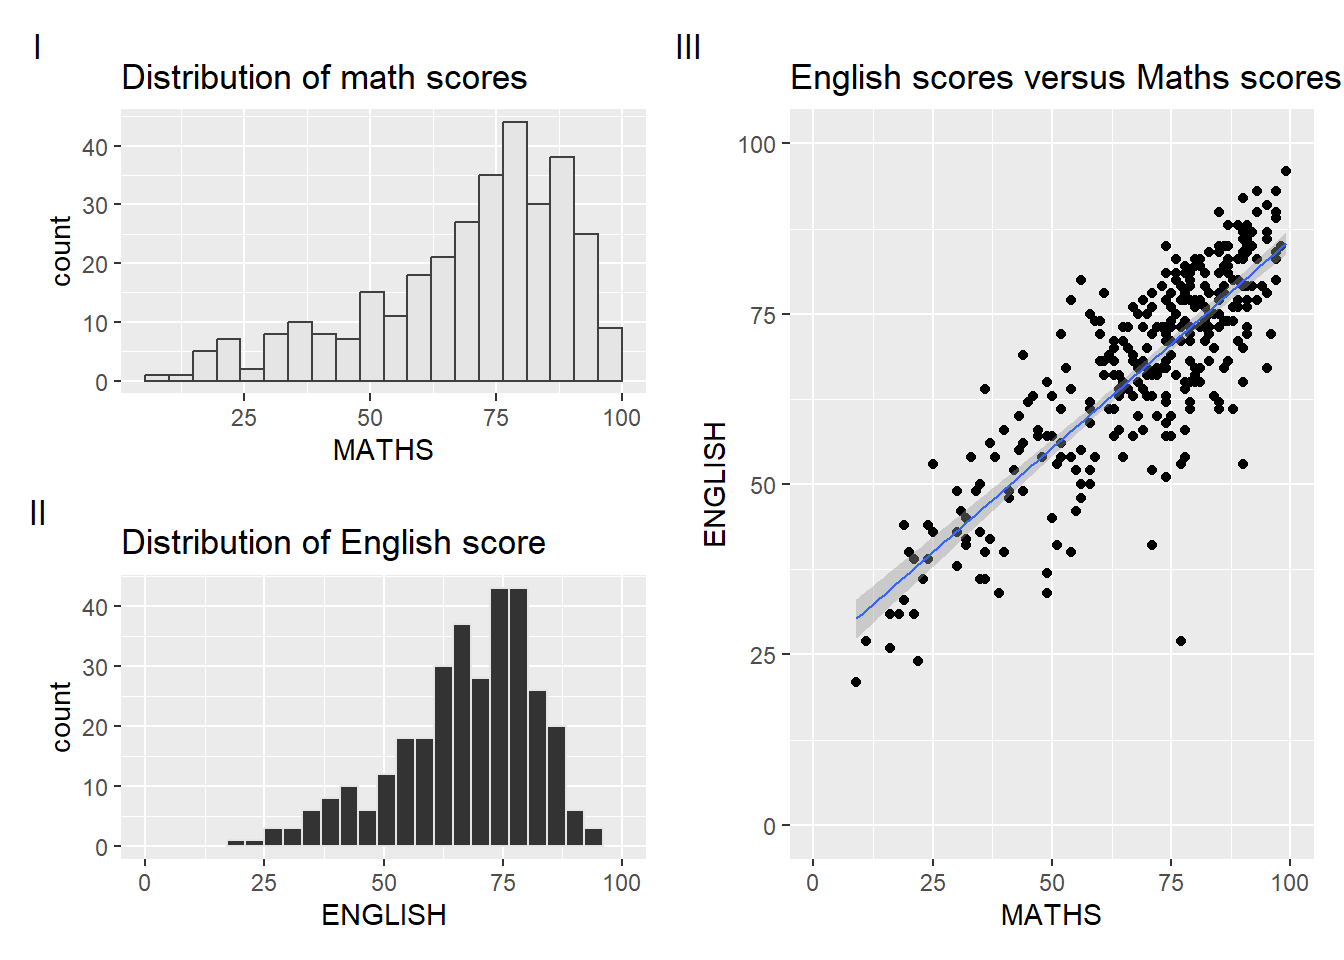 I
Distribution of math scores
40
30
20
10
0
count
25 50 75 100
MATHS
II
Distribution of English score
40
30
20
10
0
count
0 25 50 75 100
ENGLISH
III
English scores versus Maths scores
100
75
50
25
0
ENGLISH
0 25 50 75 100
MATHS